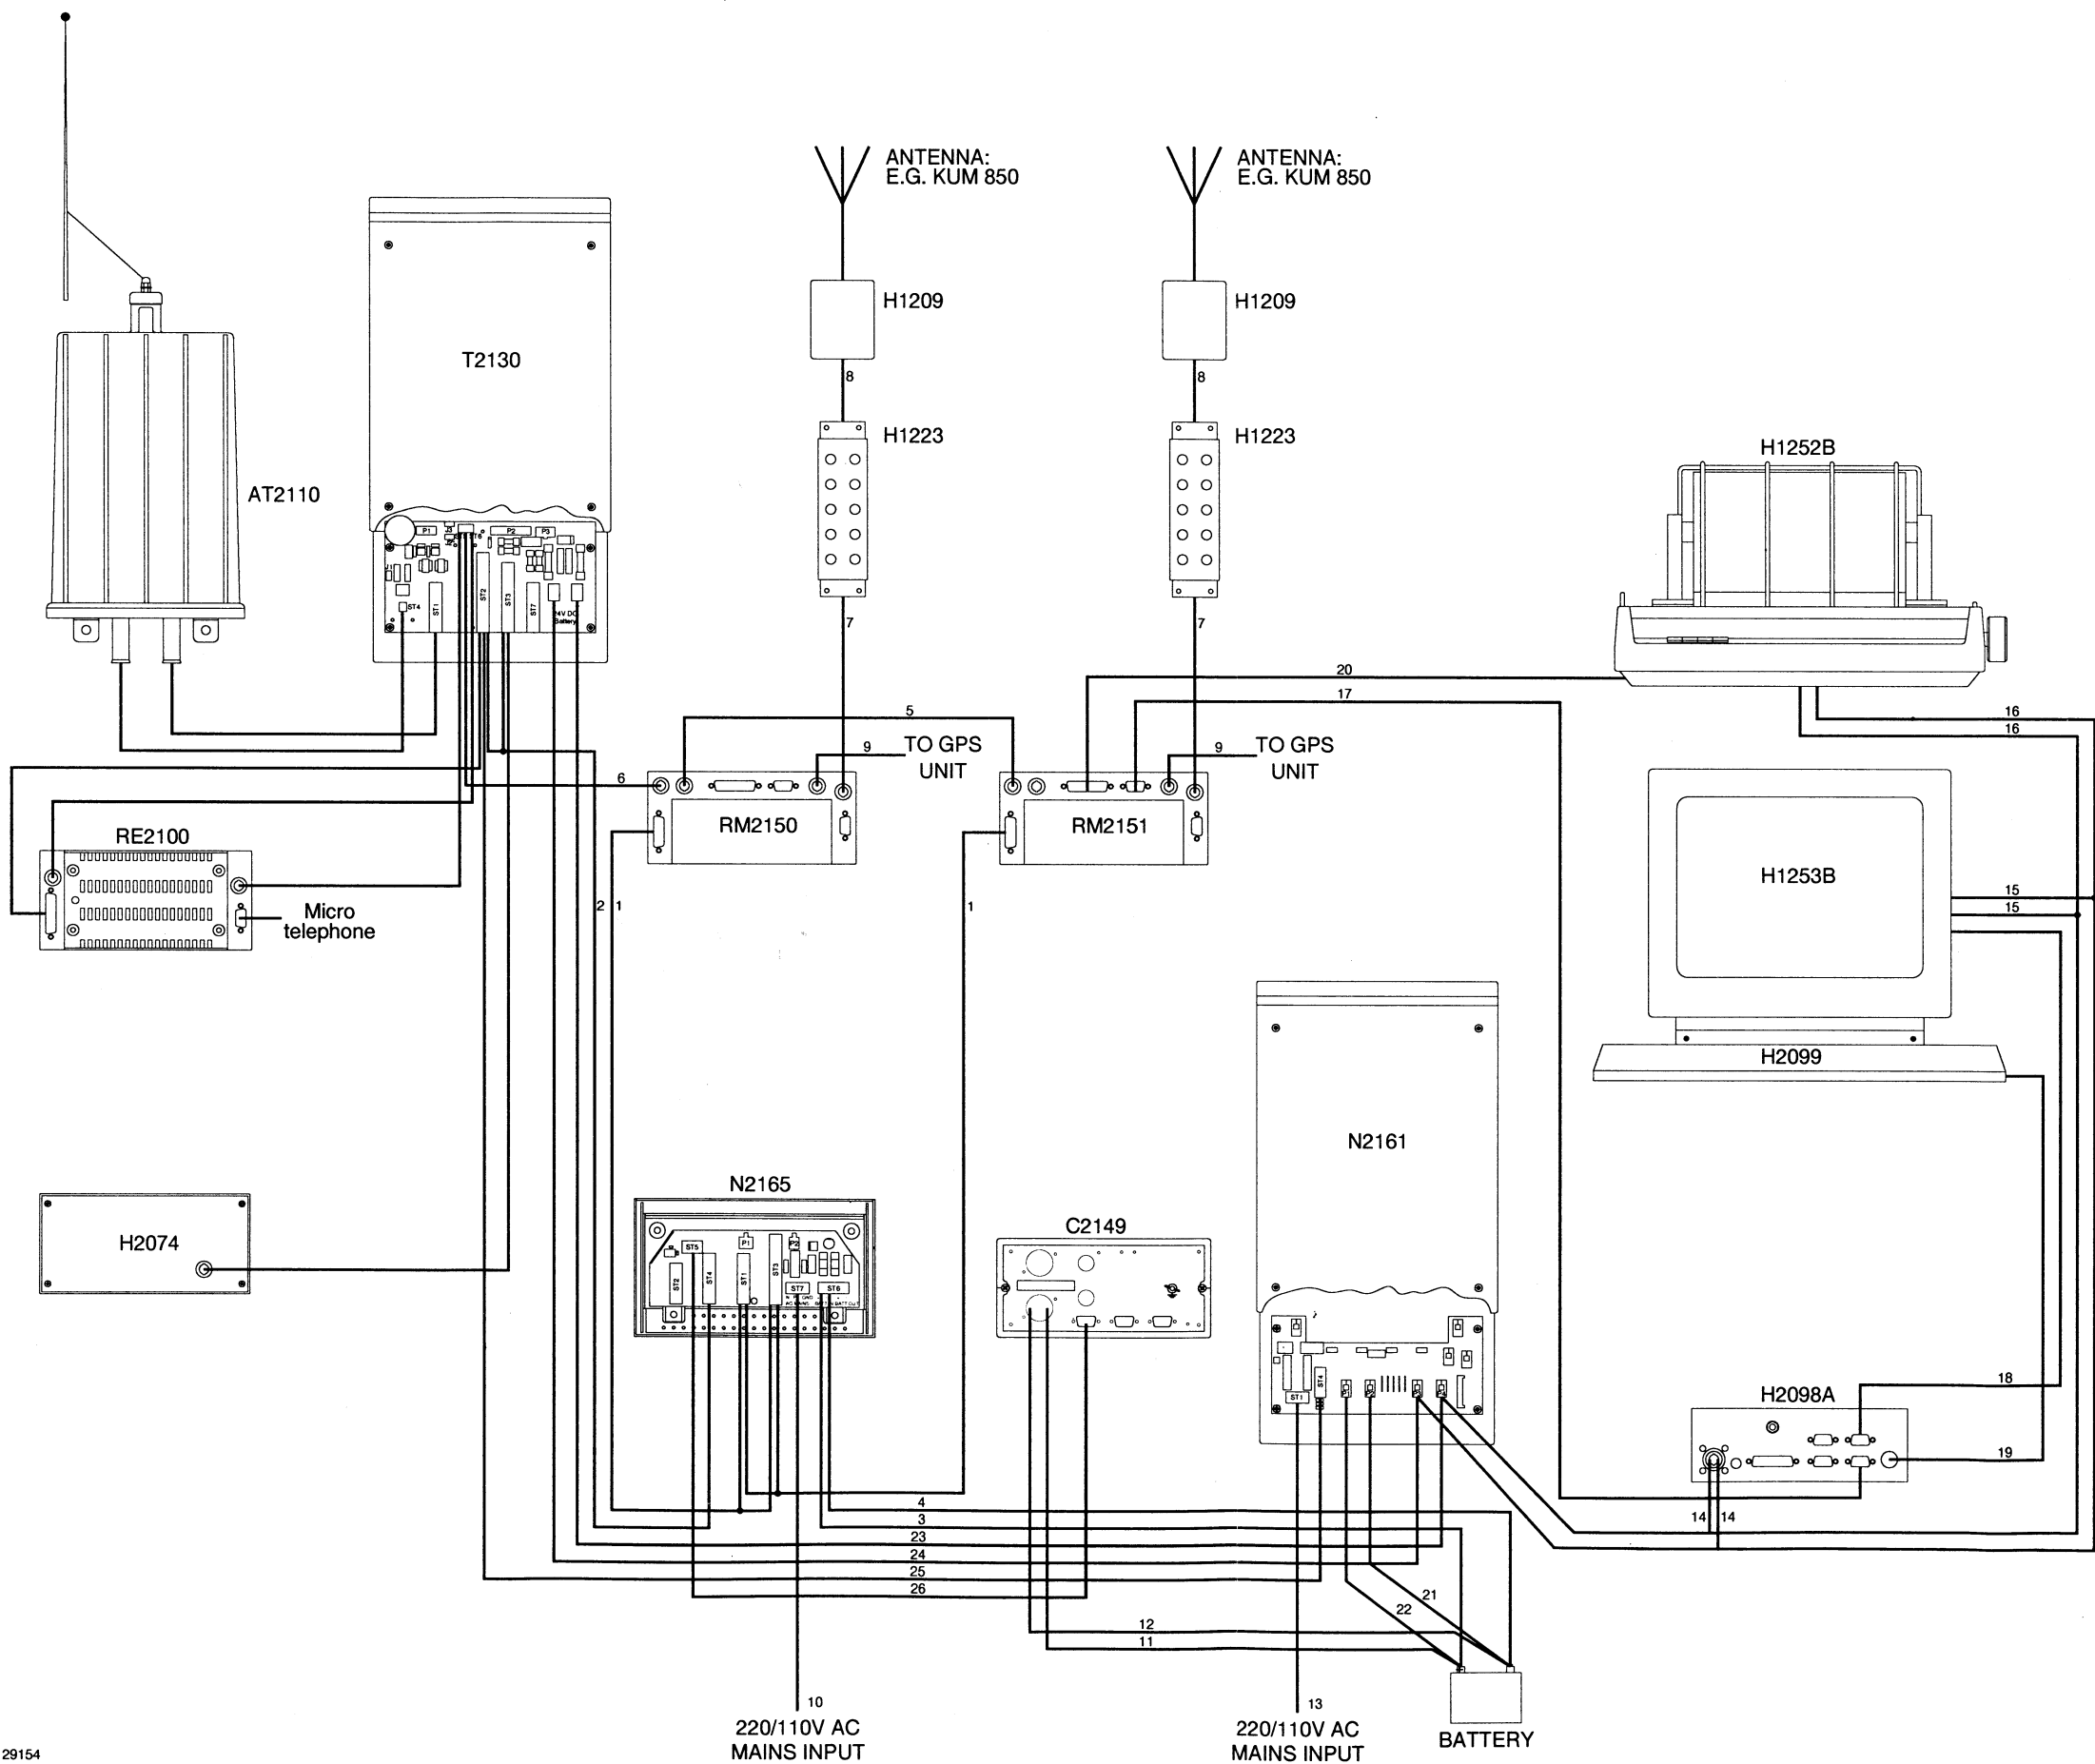 ANTENNA:
E.G. KUM 850
ANTENNA:
E.G. KUM 850
H1209
H1209
T2130
8
8
H1223
H1223
H1252B
AT2110
P1
P2
P3
ST4
ST1
ST2
ST3
ST7
24V DC
Battery
7
7
20
17
5
16
16
9
TO GPS
UNIT
9
TO GPS
UNIT
6
RM2150
RM2151
RE2100
H1253B
15
15
Micro
telephone
2
1
1
H2099
N2161
N2165
H2074
C2149
ST5
P1
P2
ST2
ST4
ST1
ST3
ST7
ST6
ST4
ST1
18
H2098A
19
4
3
14
14
23
24
25
26
21
22
12
11
10
13
220/110V AC
MAINS INPUT
220/110V AC
MAINS INPUT
BATTERY
29154